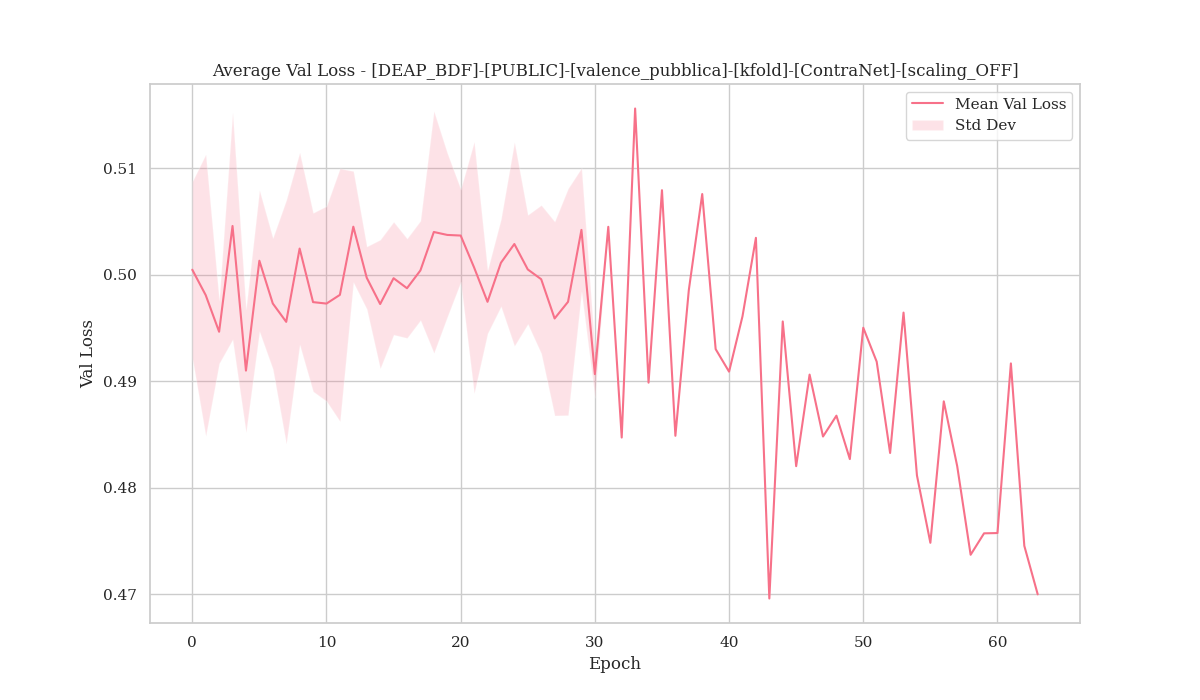 Average Val Loss - [DEAP_BDF]-[PUBLIC]-[valence_pubblica]-[kfold]-[ContraNet]-[scaling_OFF]
Mean Val Loss
Std Dev
0.51
0.50
0.49
0.48
0.47
Val Loss
0
10
20
30
40
50
60
Epoch